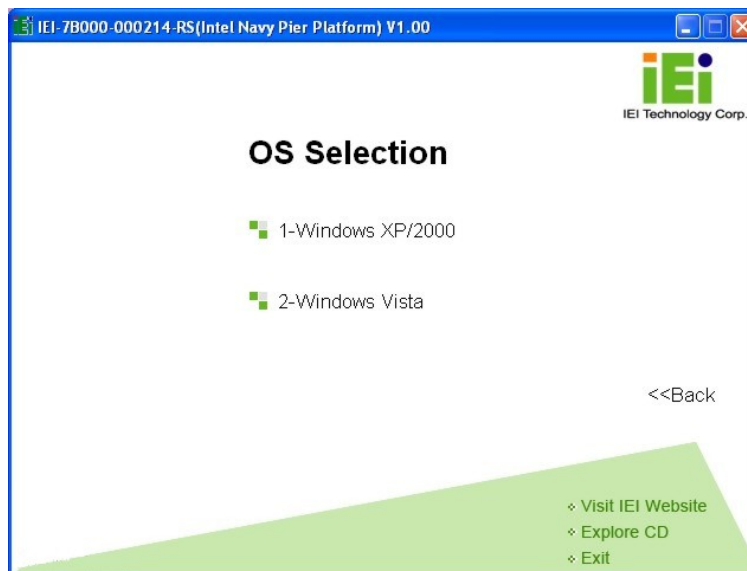 IEI-7B000-000214-RS(Intel Navy Pier Platform) V1.00
iEi
IEI Technology Corp.
OS Selection
1-Windows XP/2000
2-Windows Vista
<<Back
Visit IEI Website
Explore CD
Exit